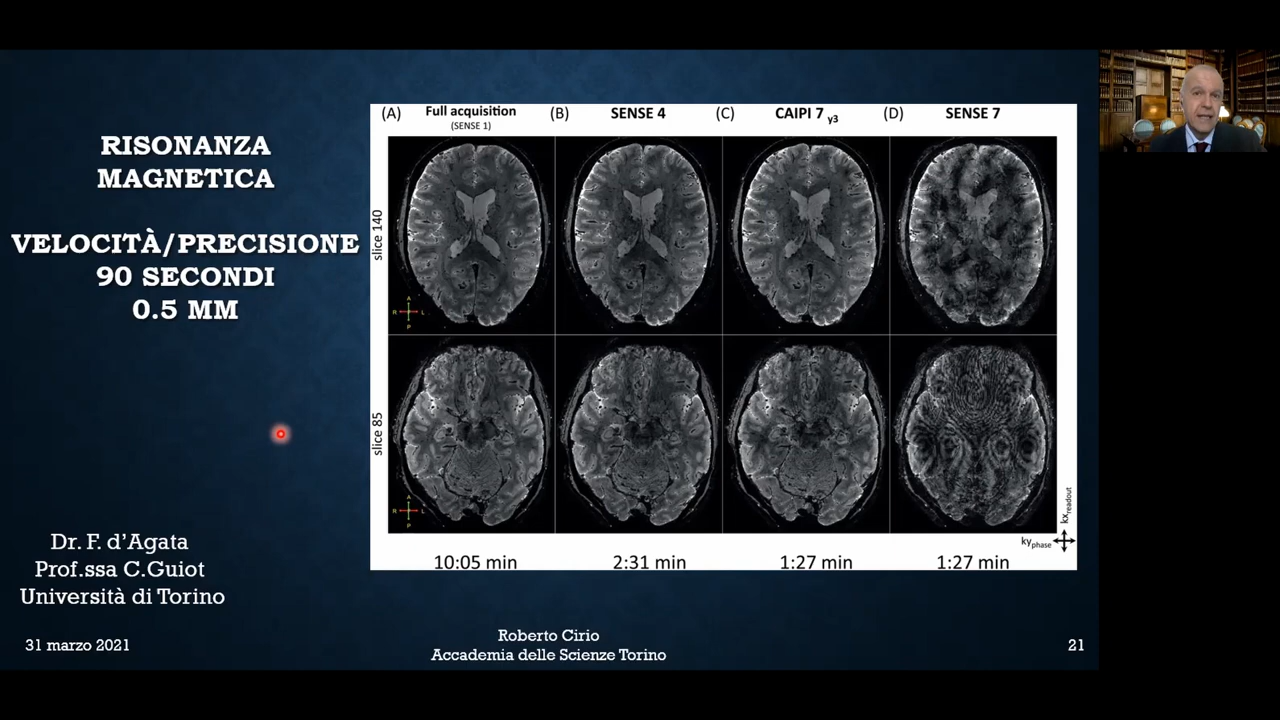 RISONANZA
MAGNETICA
VELOCITÀ/PRECISIONE
90 SECONDI
0.5 MM
Dr. F. d'Agata
Prof.ssa C.Guiot
Università di Torino
31 marzo 2021
(A) Full acquisition (B) SENSE 4 (C) CAIPI 7 y3 (D) SENSE 7
(SENSE 1)
slice 140
A
R L
P
slice 85
A
R L
P
kx readout
ky phase
10:05 min 2:31 min 1:27 min 1:27 min
Roberto Cirio
Accademia delle Scienze Torino
21